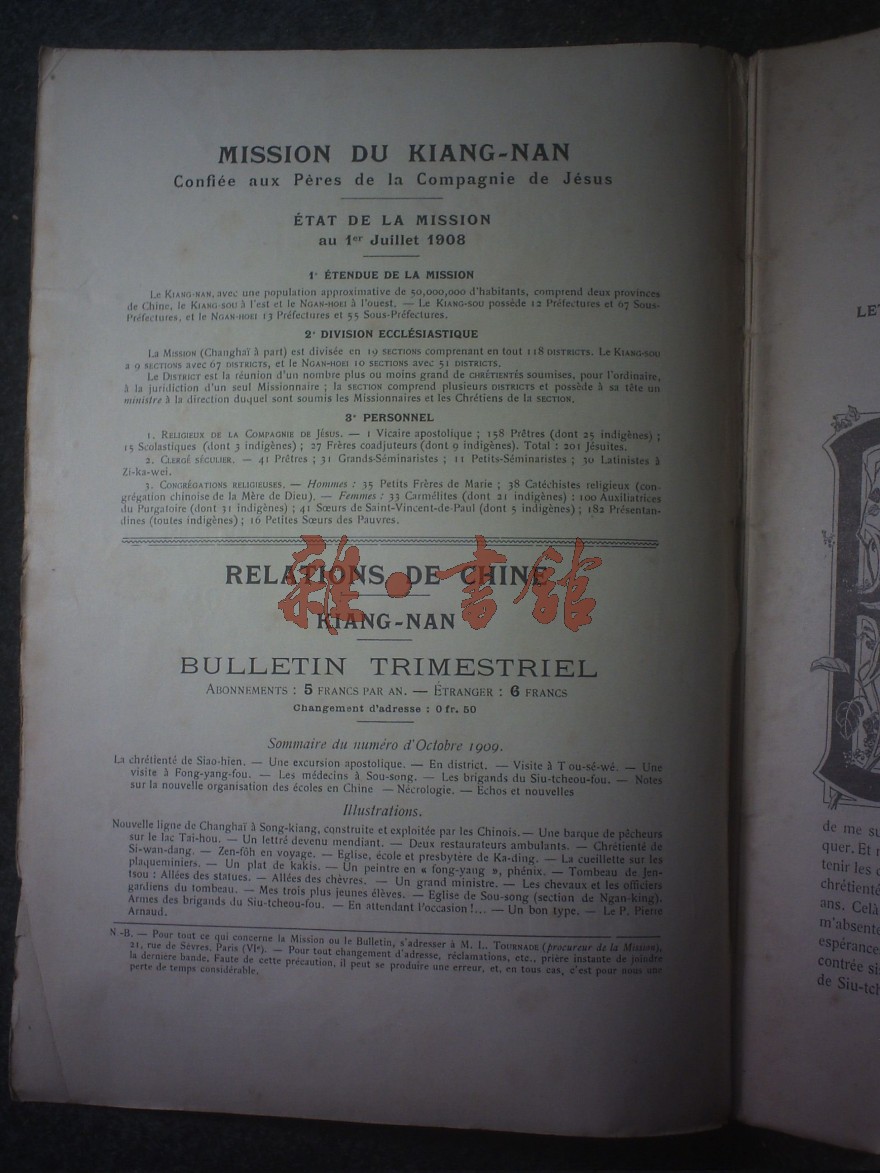 MISSION DU KIANG-NAN
Confiée aux Pères de la Compagnie de Jésus
ÉTAT DE LA MISSION
au 1er Juillet 1908
1° ÉTENDUE DE LA MISSION
Le KIANG-NAN, avec une population approximative de 50,000,000 d'habitants, comprend deux provinces
de Chine, le KIANG-SOU à l'est et le NGAN-HOEI à l'ouest. — Le KIANG-SOU possède 12 Préfectures et 67 Sous-
Préfectures, et le NGAN-HOEI 13 Préfectures et 55 Sous-Préfectures.
2° DIVISION ECCLÉSIASTIQUE
La MISSION (Changhaï à part) est divisée en 19 SECTIONS comprenant en tout 118 DISTRICTS. Le KIANG-SOU
a 9 SECTIONS avec 67 DISTRICTS, et le NGAN-HOEI 10 SECTIONS avec 51 DISTRICTS.
Le DISTRICT est la réunion d'un nombre plus ou moins grand de CHRÉTIENTÉS soumises, pour l'ordinaire,
à la juridiction d'un seul Missionnaire ; la SECTION comprend plusieurs DISTRICTS et possède à sa tête un
ministre à la direction duquel sont soumis les Missionnaires et les Chrétiens de la SECTION.
3° PERSONNEL
1. RELIGIEUX DE LA COMPAGNIE DE JÉSUS. — 1 Vicaire apostolique ; 158 Prêtres (dont 25 indigènes) ;
15 Scolastiques (dont 3 indigènes) ; 27 Frères coadjuteurs (dont 9 indigènes). Total : 201 Jésuites.
2. CLERGÉ SÉCULIER. — 41 Prêtres ; 31 Grands-Séminaristes ; 11 Petits-Séminaristes ; 30 Latinistes à
Zi-ka-wei.
3. CONGRÉGATIONS RELIGIEUSES. — Hommes : 35 Petits Frères de Marie ; 38 Catéchistes religieux (con-
grégation chinoise de la Mère de Dieu). — Femmes : 33 Carmélites (dont 21 indigènes) : 100 Auxiliatrices
du Purgatoire (dont 31 indigènes) ; 41 Sœurs de Saint-Vincent-de-Paul (dont 5 indigènes) ; 182 Présentan-
dines (toutes indigènes) ; 16 Petites Sœurs des Pauvres.
RELATIONS DE CHINE
雜·書館
KIANG-NAN
BULLETIN TRIMESTRIEL
ABONNEMENTS : 5 FRANCS PAR AN. — ÉTRANGER : 6 FRANCS
Changement d'adresse : 0 fr. 50
Sommaire du numéro d'Octobre 1909.
La chrétienté de Siao-hien. — Une excursion apostolique. — En district. — Visite à T ou-sé-wè. — Une
visite à Fong-yang-fou. — Les médecins à Sou-song. — Les brigands du Siu-tcheou-fou. — Notes
sur la nouvelle organisation des écoles en Chine — Nécrologie. — Echos et nouvelles
Illustrations.
Nouvelle ligne de Changhaï à Song-kiang, construite et exploitée par les Chinois. — Une barque de pêcheurs
sur le lac Tai-hou. — Un lettré devenu mendiant. — Deux restaurateurs ambulants. — Chrétienté de
Si-wan-dang. — Zen-fôh en voyage. — Eglise, école et presbytère de Ka-ding. — La cueillette sur les
plaqueminiers. — Un plat de kakis. — Un peintre en « fong-yang », phénix. — Tombeau de Jen-
tsou : Allées des statues. — Allées des chèvres. — Un grand ministre. — Les chevaux et les officiers
gardiens du tombeau. — Mes trois plus jeunes élèves. — Eglise de Sou-song (section de Ngan-king).
Armes des brigands du Siu-tcheou-fou. — En attendant l'occasion !... — Un bon type. — Le P. Pierre
Arnaud.
N -B. — Pour tout ce qui concerne la Mission ou le Bulletin, s'adresser à M. L. TOURNADE (procureur de la Mission),
21, rue de Sèvres, Paris (VIe). — Pour tout changement d'adresse, réclamations, etc., prière instante de joindre
la dernière bande. Faute de cette précaution, il peut se produire une erreur, et, en tous cas, c'est pour nous une
perte de temps considérable.
LE
de me su
quer. Et r
tenir les c
chrétienté
ans. Celà
m'absente
espérance
contrée si
de Siu-tch